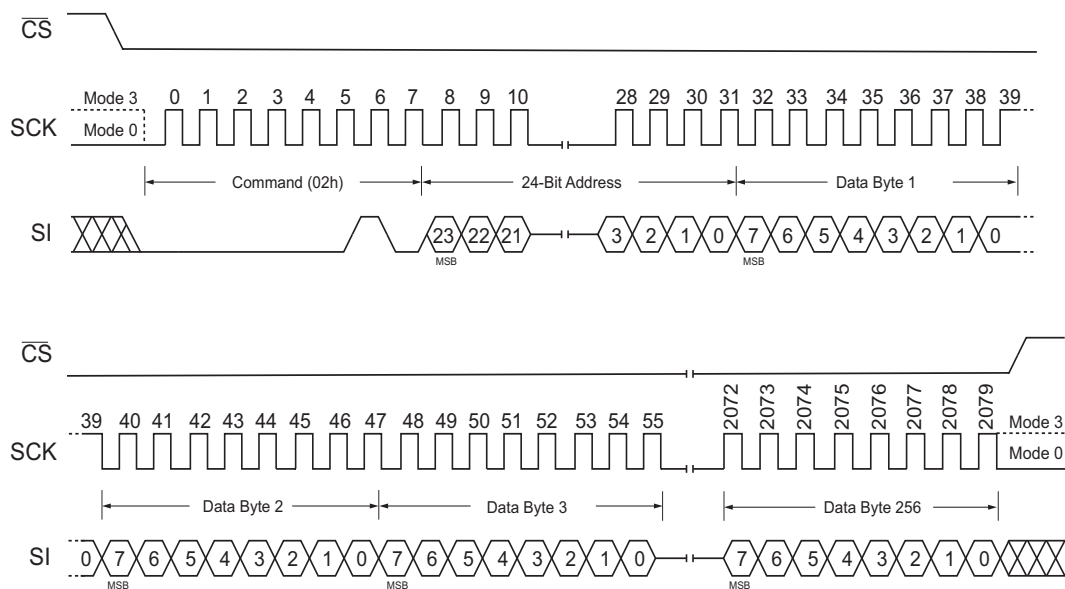 CS
Mode 3 0 1 2 3 4 5 6 7 8 9 10 28 29 30 31 32 33 34 35 36 37 38 39
SCK
Mode 0
Command (02h) 24-Bit Address Data Byte 1
SI 23 22 21 3 2 1 0 7 6 5 4 3 2 1 0
MSB MSB
CS
39 40 41 42 43 44 45 46 47 48 49 50 51 52 53 54 55 2072 2073 2074 2075 2076 2077 2078 2079 Mode 3
SCK Mode 0
Data Byte 2 Data Byte 3 Data Byte 256
SI 0 7 6 5 4 3 2 1 0 7 6 5 4 3 2 1 0 7 6 5 4 3 2 1 0
MSB MSB MSB